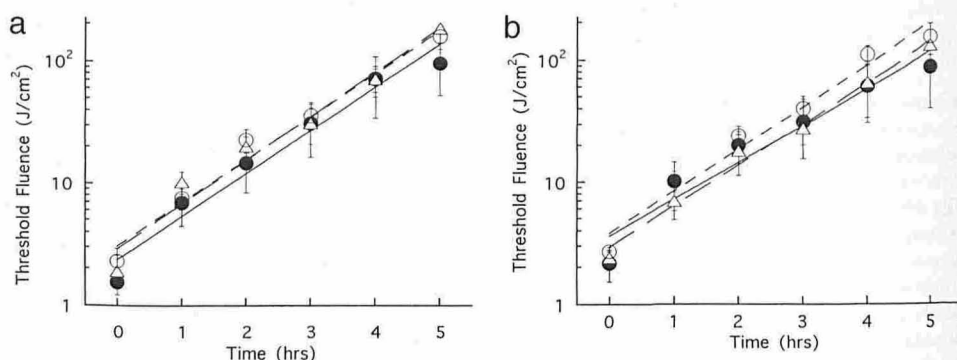 a
Threshold Fluence (J/cm²)
10²
10
1
0 1 2 3 4 5
Time (hrs)
b
Threshold Fluence (J/cm²)
10²
10
1
0 1 2 3 4 5
Time (hrs)